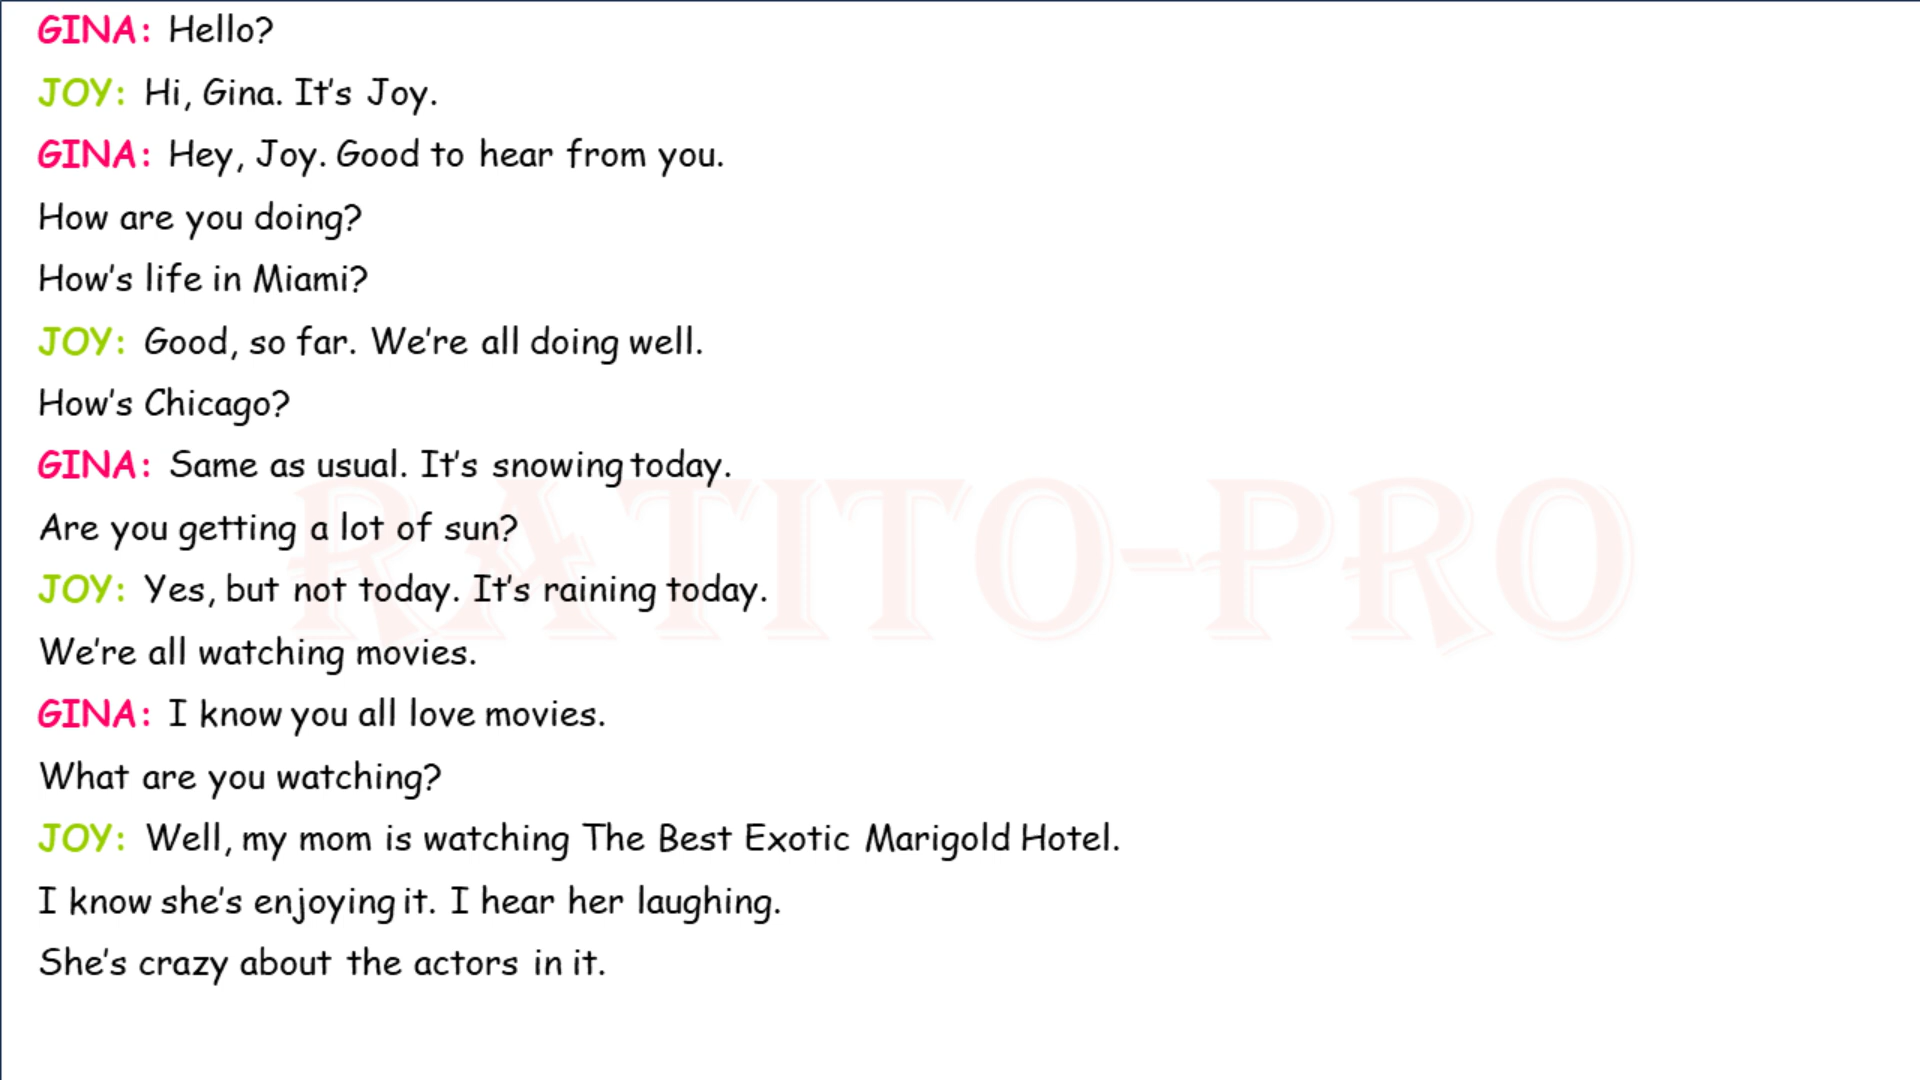 GINA: Hello?
JOY: Hi, Gina. It's Joy.
GINA: Hey, Joy. Good to hear from you.
How are you doing?
How's life in Miami?
JOY: Good, so far. We're all doing well.
How's Chicago?
GINA: Same as usual. It's snowing today.
Are you getting a lot of sun?
RATITO-PRO
JOY: Yes, but not today. It's raining today.
We're all watching movies.
GINA: I know you all love movies.
What are you watching?
JOY: Well, my mom is watching The Best Exotic Marigold Hotel.
I know she's enjoying it. I hear her laughing.
She's crazy about the actors in it.